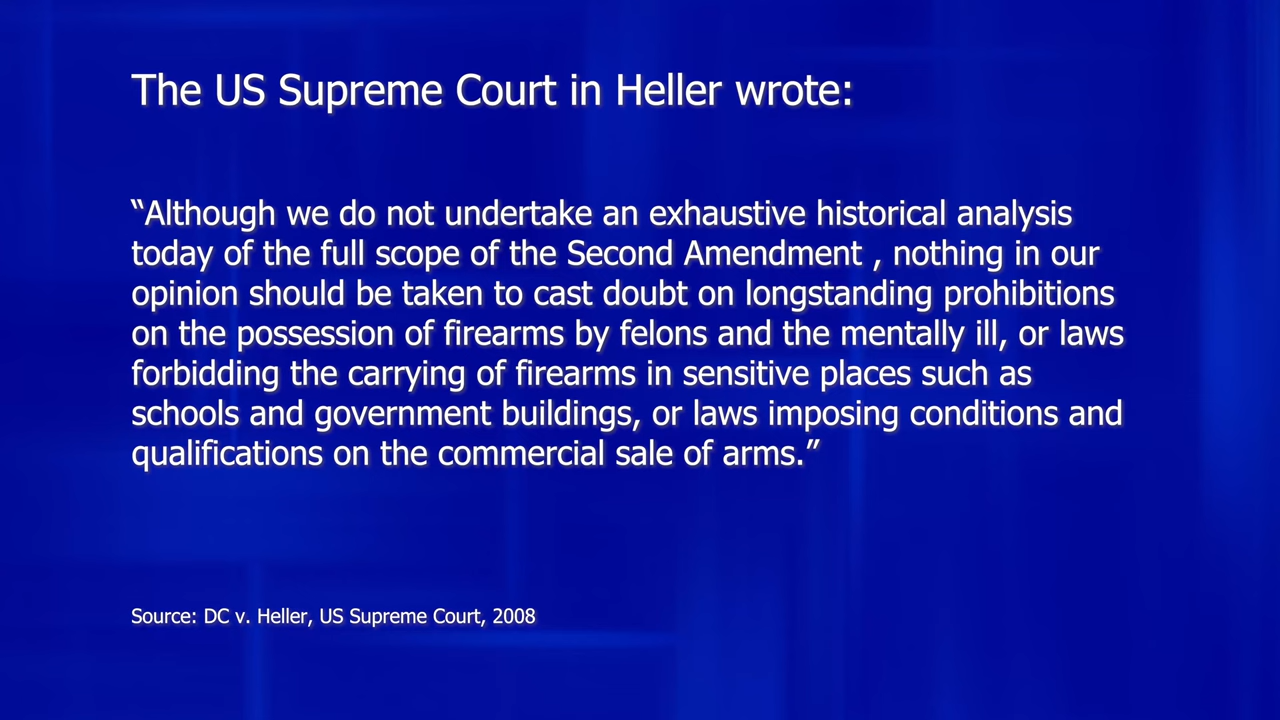 The US Supreme Court in Heller wrote:
“Although we do not undertake an exhaustive historical analysis
today of the full scope of the Second Amendment , nothing in our
opinion should be taken to cast doubt on longstanding prohibitions
on the possession of firearms by felons and the mentally ill, or laws
forbidding the carrying of firearms in sensitive places such as
schools and government buildings, or laws imposing conditions and
qualifications on the commercial sale of arms.”
Source: DC v. Heller, US Supreme Court, 2008